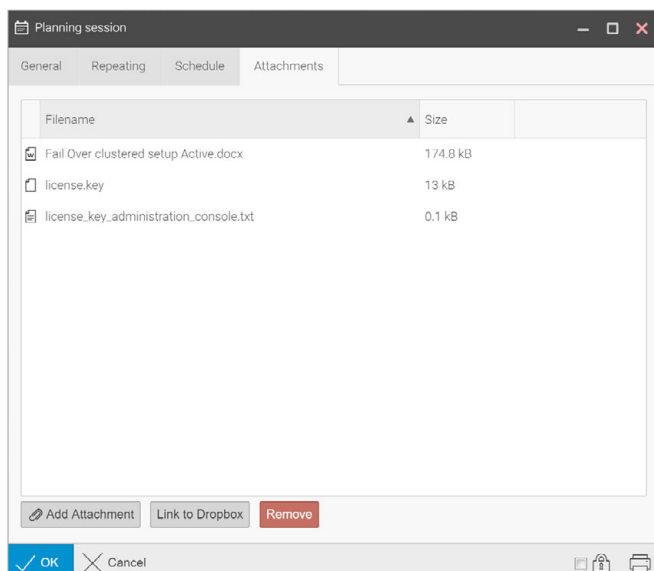 Planning session
General Repeating Schedule Attachments
Filename Size
Fail Over clustered setup Active.docx 174.8 kB
license.key 13 kB
license_key_administration_console.txt 0.1 kB
Add Attachment Link to Dropbox Remove
OK Cancel